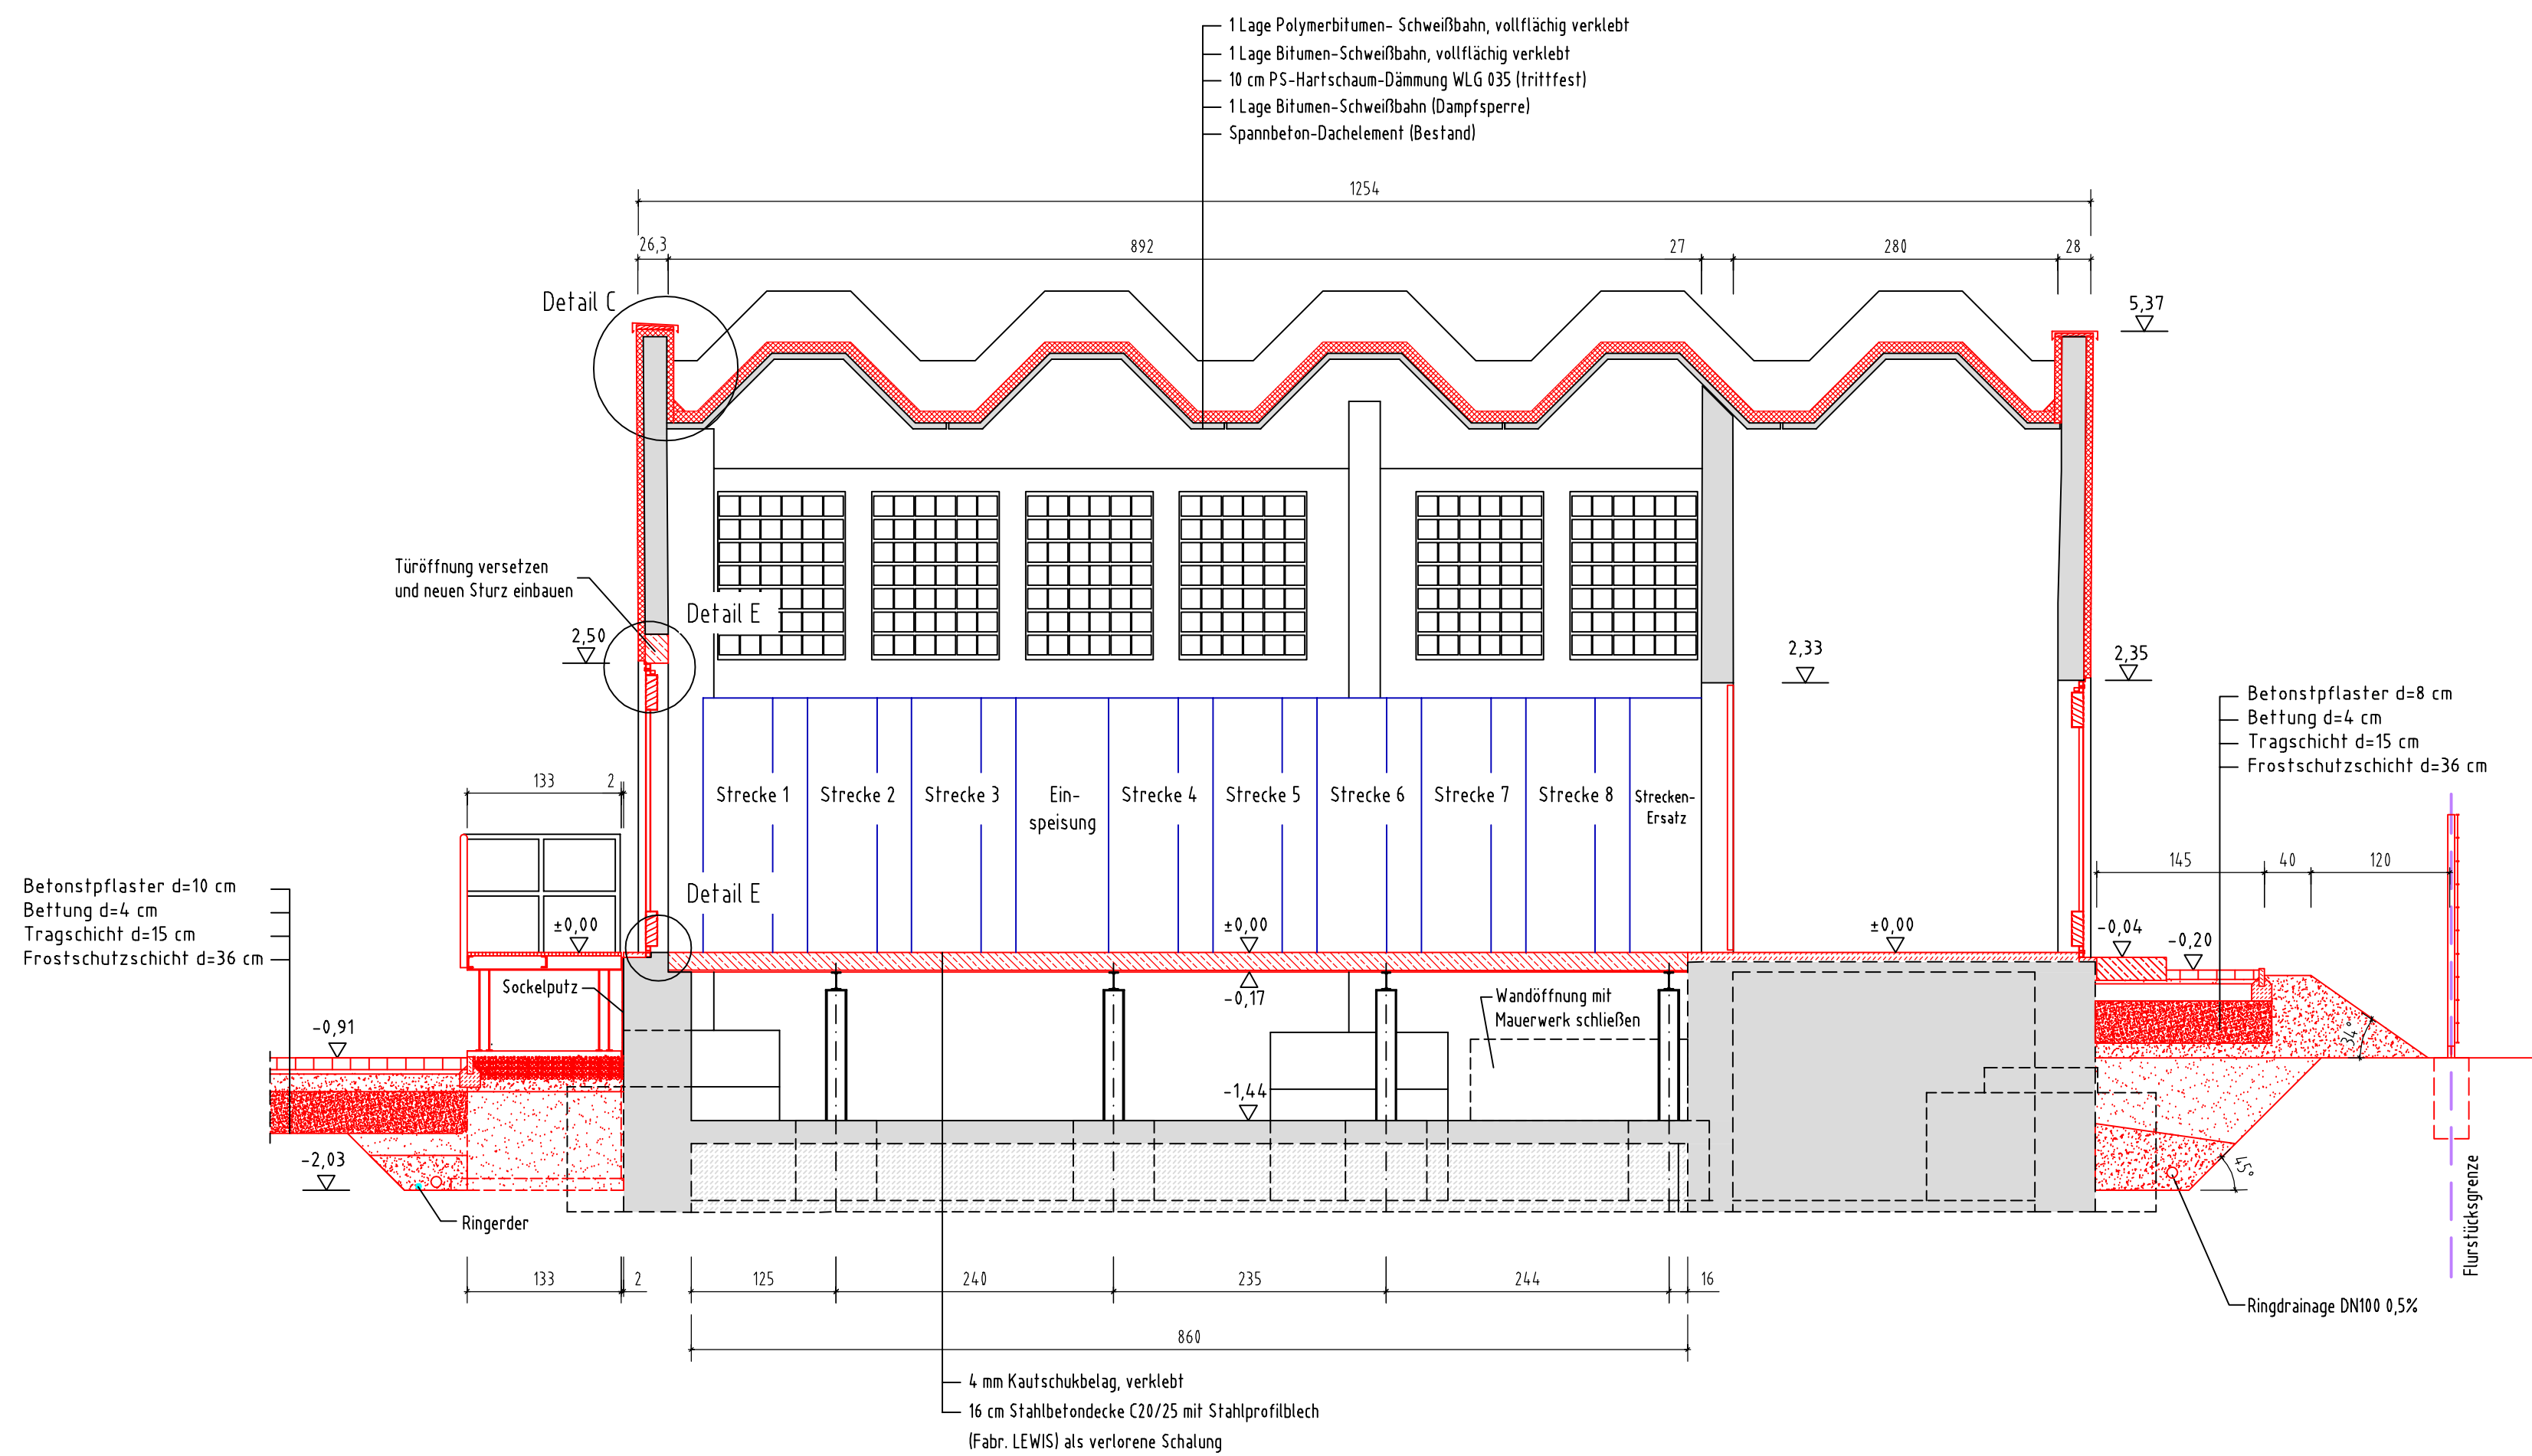 1 Lage Polymerbitumen- Schweißbahn, vollflächig verklebt
1 Lage Bitumen-Schweißbahn, vollflächig verklebt
10 cm PS-Hartschaum-Dämmung WLG 035 (trittfest)
1 Lage Bitumen-Schweißbahn (Dampfsperre)
Spannbeton-Dachelement (Bestand)
1254
26,3 892 27 280 28
Detail C
5,37
Türöffnung versetzen
und neuen Sturz einbauen
Detail E
2,50
2,33
2,35
Betonstpflaster d=8 cm
Bettung d=4 cm
Tragschicht d=15 cm
Frostschutzschicht d=36 cm
133 2
Strecke 1 Strecke 2 Strecke 3 Ein-
speisung
Strecke 4 Strecke 5 Strecke 6 Strecke 7 Strecke 8 Strecken-
Ersatz
145 40 120
Detail E
Betonstpflaster d=10 cm
Bettung d=4 cm
Tragschicht d=15 cm
Frostschutzschicht d=36 cm
±0,00 ±0,00 ±0,00
-0,04 -0,20
Sockelputz
-0,17
Wandöffnung mit
Mauerwerk schließen
-0,91
34°
-1,44
-2,03
45°
Ringerder
Flurstücksgrenze
133 2 125 240 235 244 16
Ringdrainage DN100 0,5%
860
4 mm Kautschukbelag, verklebt
16 cm Stahlbetondecke C20/25 mit Stahlprofilblech
(Fabr. LEWIS) als verlorene Schalung